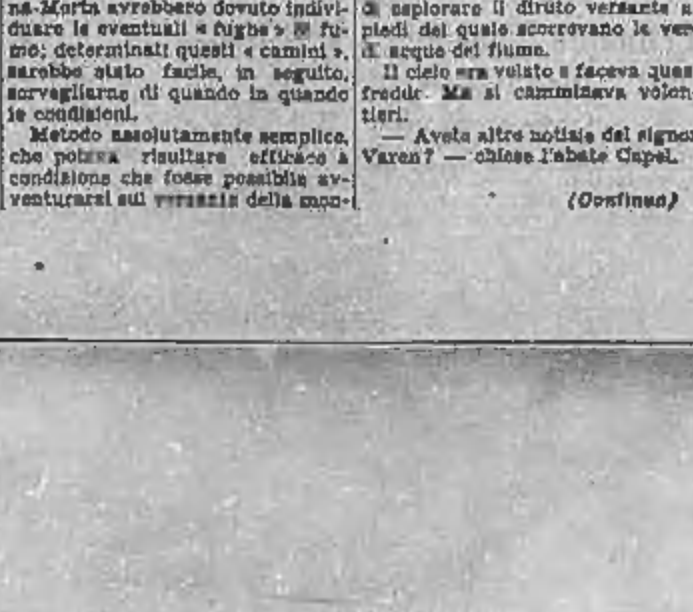 na-Morta avrebbero dovuto indivi-
duare le eventuali « fughe » di fu-
mo; determinati questi « camini »,
sarebbe stato facile, in seguito,
sorvegliarne di quando in quando
le condizioni.
Metodo assolutamente semplice,
che poteva risultare efficace a
condizione che fosse possibile av-
venturarsi sul versante della mon-
di esplorare il diruto versante a
piedi del quale scorrevano le ver
di acque del fiume.
Il cielo era velato e faceva quas
freddo. Ma si camminava volen-
tieri.
— Avete altre notizie del signor
Varen? — chiese l'abate Capel.
(Continua)